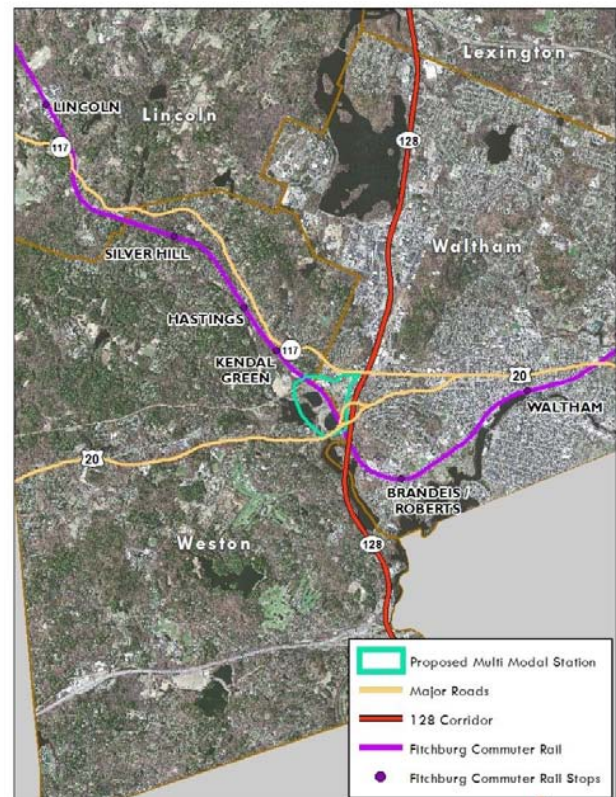 Lexington
LINCOLN
Lincoln
117
128
Waltham
SILVER HILL
HASTINGS
KENDAL
GREEN
117
20
WALTHAM
20
BRANDEIS /
ROBERTS
Weston
128
Proposed Multi Modal Station
Major Roads
128 Corridor
Fitchburg Commuter Rail
Fitchburg Commuter Rail Stops